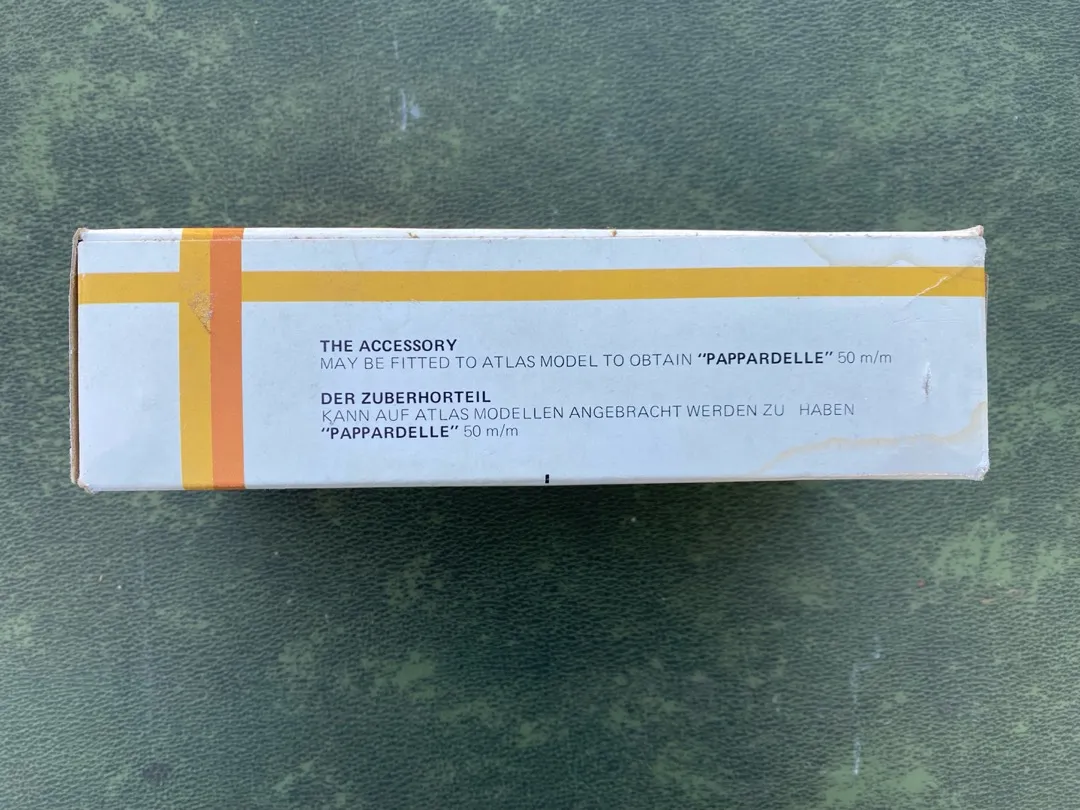 THE ACCESSORY
MAY BE FITTED TO ATLAS MODEL TO OBTAIN "PAPPARDELLE" 50 m/m
DER ZUBERHORTEIL
KANN AUF ATLAS MODELLEN ANGEBRACHT WERDEN ZU HABEN
"PAPPARDELLE" 50 m/m